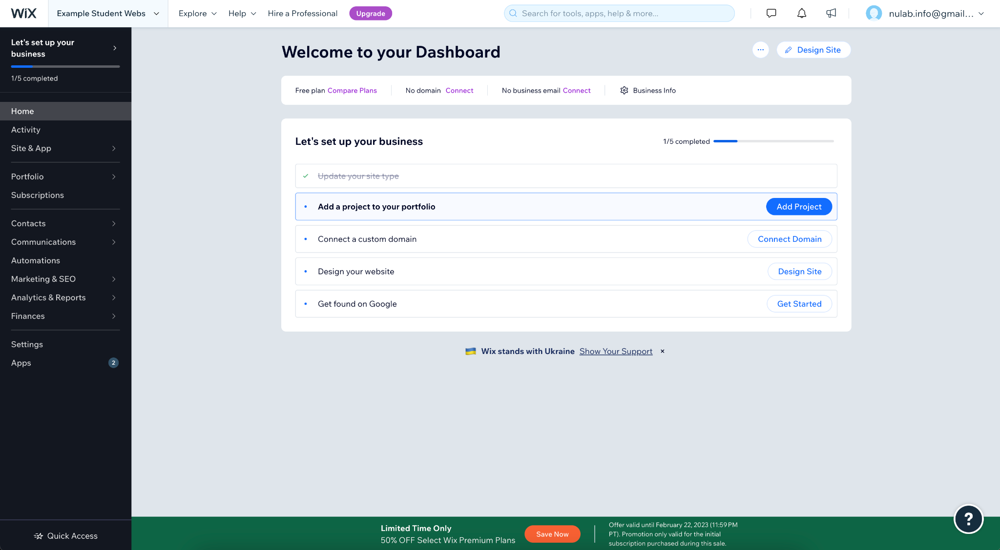 WiX
Example Student Webs
Explore
Help
Hire a Professional
Upgrade
Search for tools, apps, help & more...
nulab.info@gmail...
Let's set up your
business
1/5 completed
Home
Activity
Site & App
Portfolio
Subscriptions
Contacts
Communications
Automations
Marketing & SEO
Analytics & Reports
Finances
Settings
Apps
2
Quick Access
Welcome to your Dashboard
Design Site
Free plan Compare Plans
No domain Connect
No business email Connect
Business Info
Let's set up your business
1/5 completed
Update your site type
Add a project to your portfolio
Add Project
Connect a custom domain
Connect Domain
Design your website
Design Site
Get found on Google
Get Started
Wix stands with Ukraine Show Your Support
Limited Time Only
50% OFF Select Wix Premium Plans
Save Now
Offer valid until February 22, 2023 (11:59 PM
PT). Promotion only valid for the initial
subscription purchased during this sale.
?